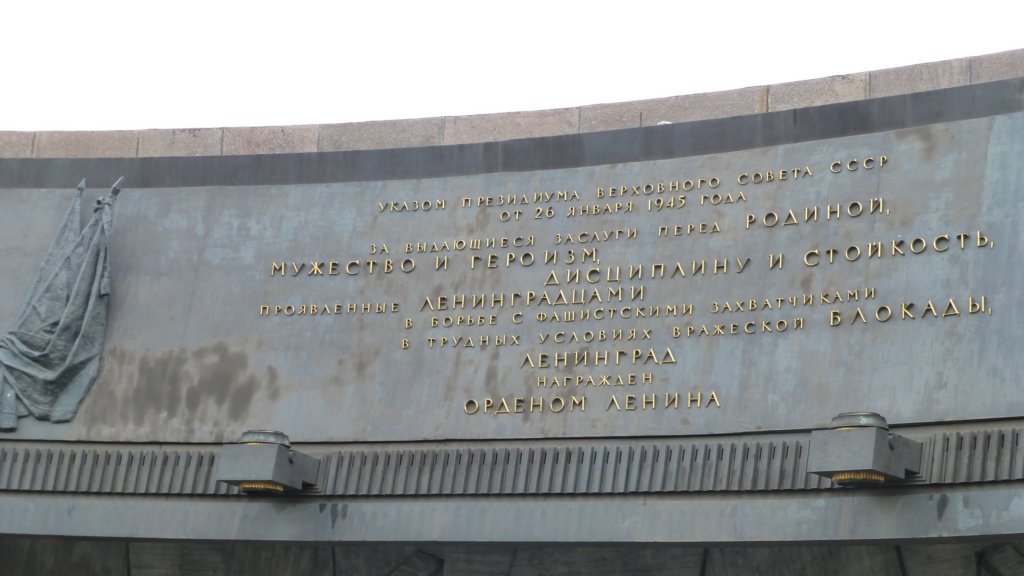 УКАЗОМ ПРЕЗИДИУМА ВЕРХОВНОГО СОВЕТА СССР
ОТ 26 ЯНВАРЯ 1945 ГОДА
ЗА ВЫДАЮЩИЕСЯ ЗАСЛУГИ ПЕРЕД РОДИНОЙ,
МУЖЕСТВО И ГЕРОИЗМ,
ДИСЦИПЛИНУ И СТОЙКОСТЬ,
ПРОЯВЛЕННЫЕ ЛЕНИНГРАДЦАМИ
В БОРЬБЕ С ФАШИСТСКИМИ ЗАХВАТЧИКАМИ
В ТРУДНЫХ УСЛОВИЯХ ВРАЖЕСКОЙ БЛОКАДЫ,
ЛЕНИНГРАД
НАГРАЖДЕН
ОРДЕНОМ ЛЕНИНА